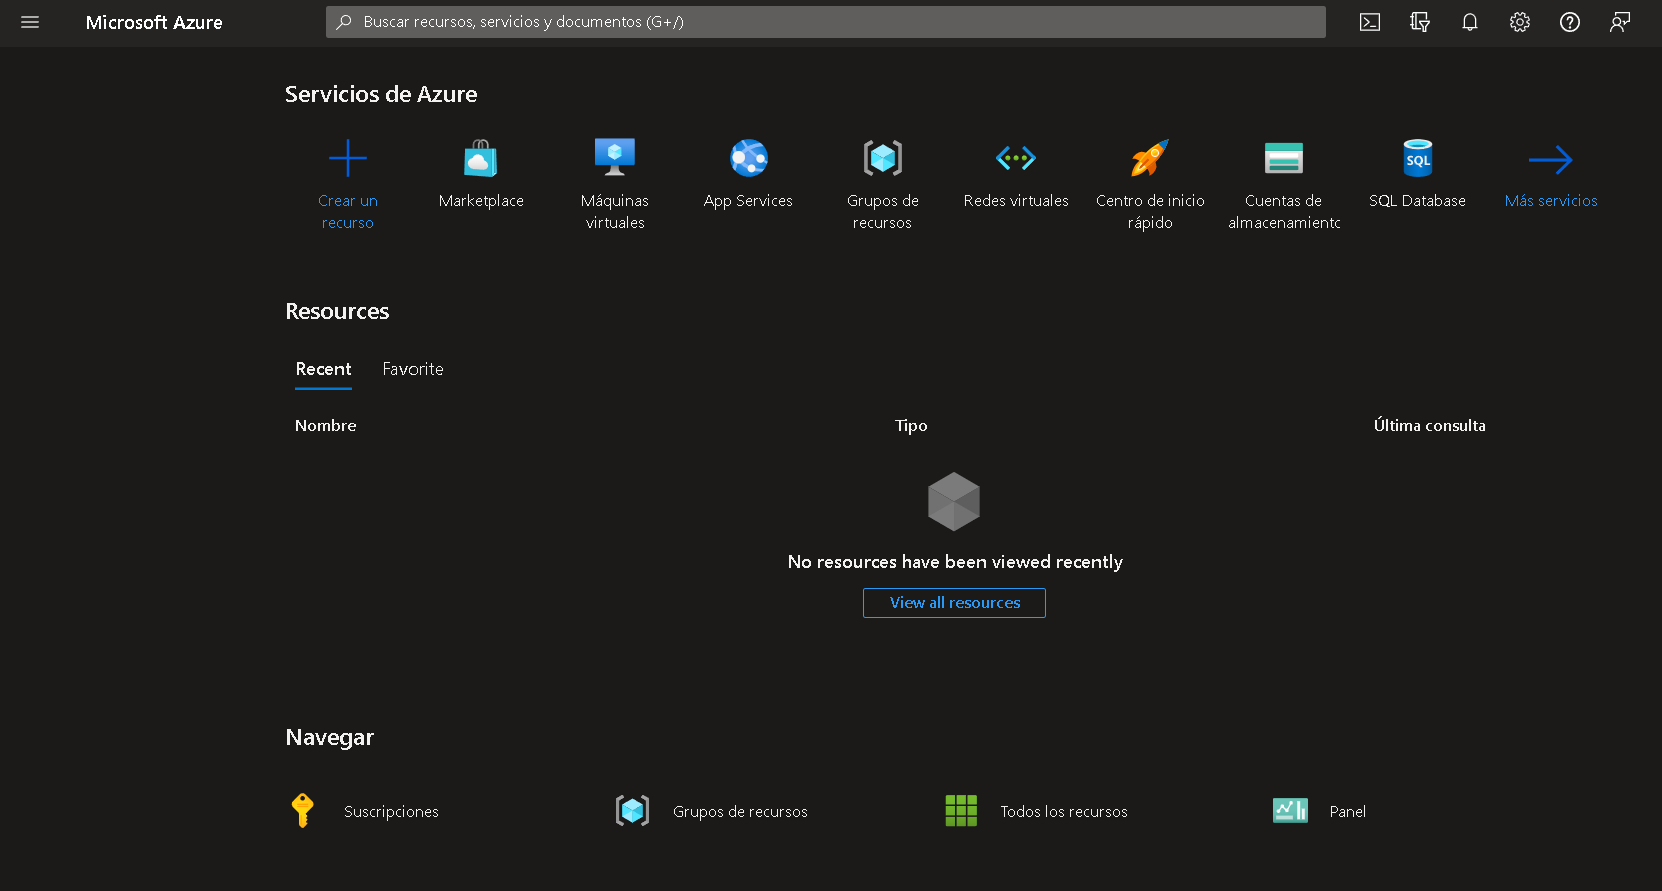 Microsoft Azure
Buscar recursos, servicios y documentos (G+/)
Servicios de Azure
Crear un
recurso
Marketplace
Máquinas
virtuales
App Services
Grupos de
recursos
Redes virtuales
Centro de inicio
rápido
Cuentas de
almacenamiento
SQL
SQL Database
Más servicios
Resources
Recent Favorite
Nombre Tipo Última consulta
No resources have been viewed recently
View all resources
Navegar
Suscripciones Grupos de recursos Todos los recursos Panel